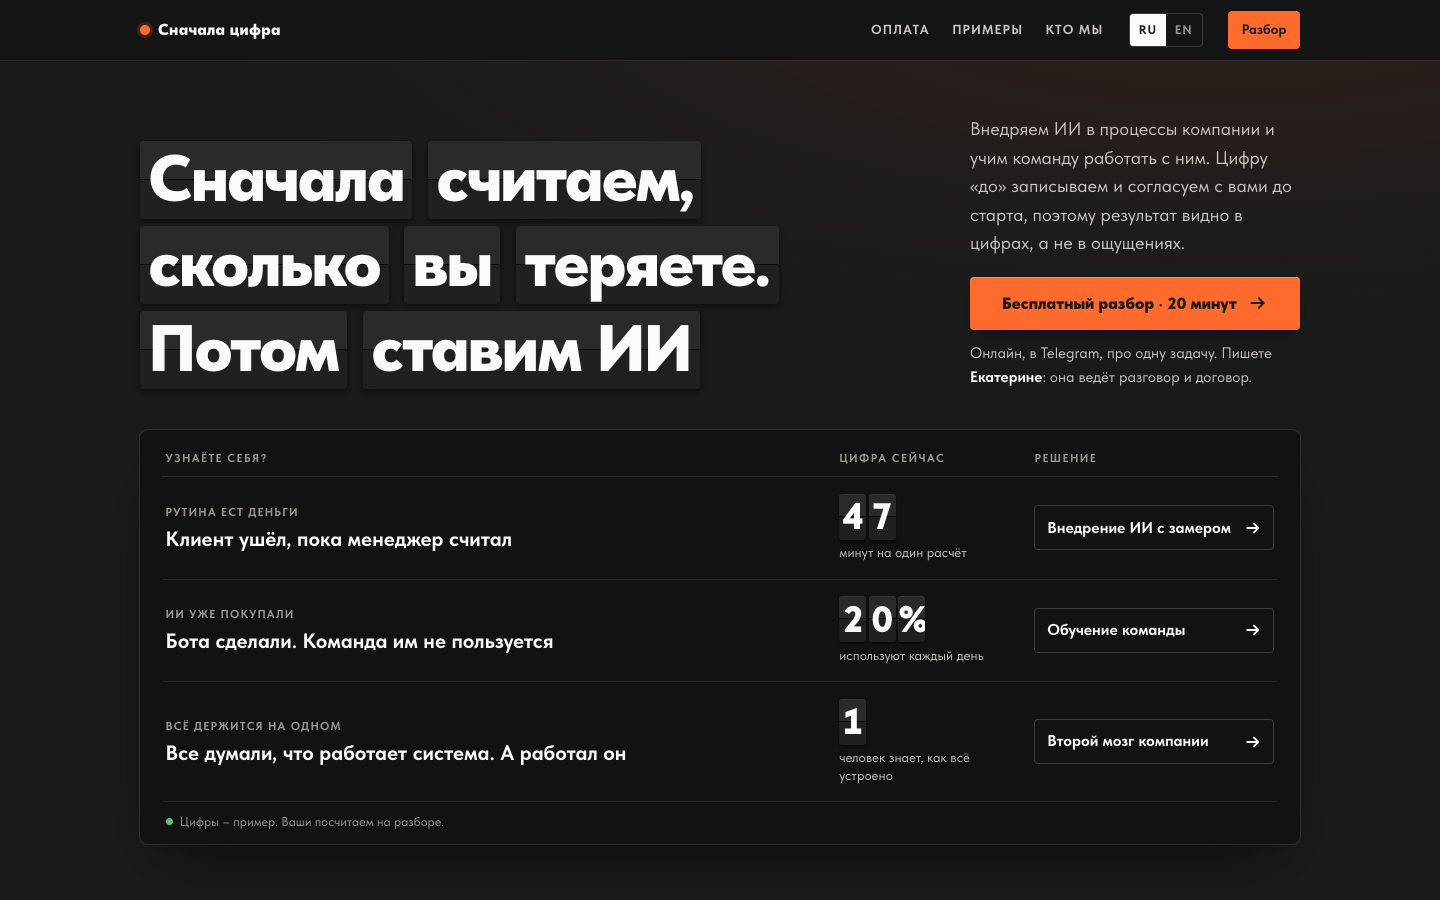 Сначала цифра
ОПЛАТА ПРИМЕРЫ КТО МЫ RU EN Разбор
Сначала считаем,
сколько вы теряете.
Потом ставим ИИ
Внедряем ИИ в процессы компании и
учим команду работать с ним. Цифру
«до» записываем и согласуем с вами до
старта, поэтому результат видно в
цифрах, а не в ощущениях.
Бесплатный разбор · 20 минут →
Онлайн, в Telegram, про одну задачу. Пишете
Екатерине: она ведёт разговор и договор.
УЗНАЁТЕ СЕБЯ? ЦИФРА СЕЙЧАС РЕШЕНИЕ
РУТИНА ЕСТ ДЕНЬГИ
Клиент ушёл, пока менеджер считал
47
минут на один расчёт
Внедрение ИИ с замером →
ИИ УЖЕ ПОКУПАЛИ
Бота сделали. Команда им не пользуется
20%
используют каждый день
Обучение команды →
ВСЁ ДЕРЖИТСЯ НА ОДНОМ
Все думали, что работает система. А работал он
1
человек знает, как всё
устроено
Второй мозг компании →
Цифры – пример. Ваши посчитаем на разборе.